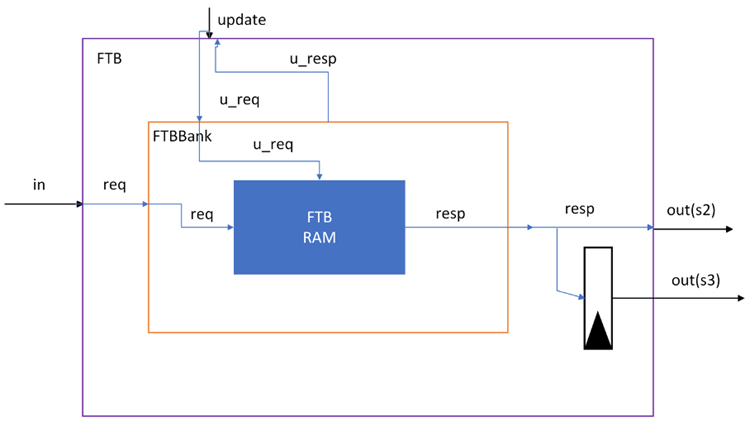 update
FTB
u_resp
u_req
FTBBank
u_req
in
req
req
FTB
RAM
resp
resp
out(s2)
out(s3)